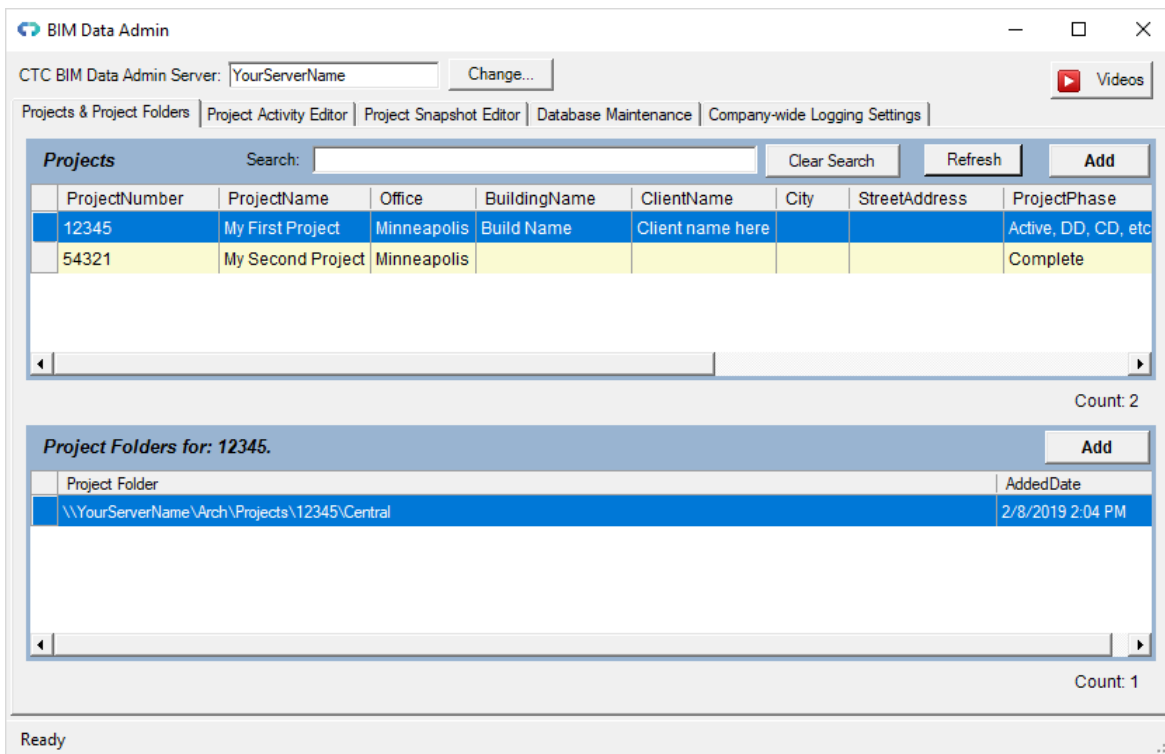 BIM Data Admin
CTC BIM Data Admin Server: YourServerName Change... Videos
Projects & Project Folders Project Activity Editor Project Snapshot Editor Database Maintenance Company-wide Logging Settings
Projects Search: Clear Search Refresh Add
ProjectNumber ProjectName Office BuildingName ClientName City StreetAddress ProjectPhase
12345 My First Project Minneapolis Build Name Client name here Active, DD, CD, etc
54321 My Second Project Minneapolis Complete
Count: 2
Project Folders for: 12345. Add
Project Folder AddedDate
\\YourServerName\Arch\Projects\12345\Central 2/8/2019 2:04 PM
Count: 1
Ready